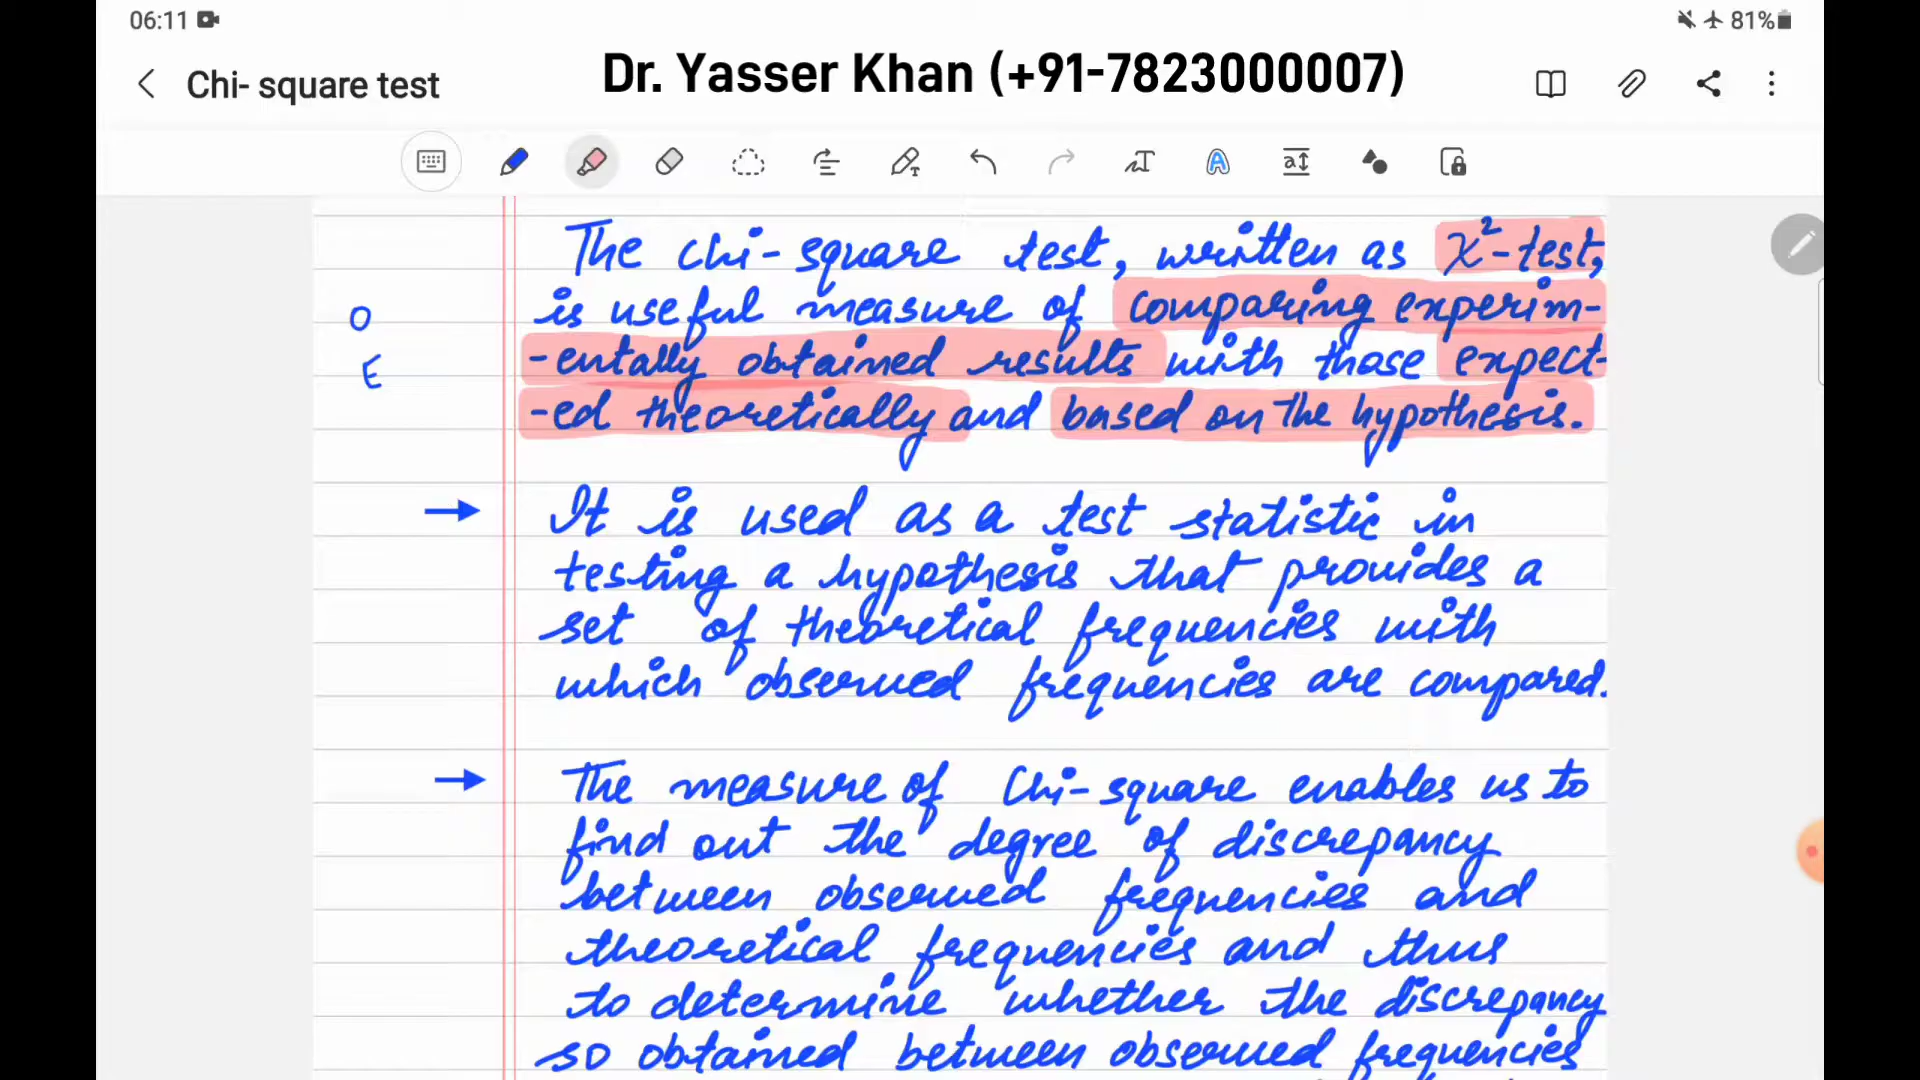 06:11
81%
Chi- square test
Dr. Yasser Khan (+91-7823000007)
The Chi-square test, written as χ²-test,
O is useful measure of comparing experim-
E -entally obtained results with those expect-
-ed theoretically and based on the hypothesis.
→ It is used as a test statistic in
testing a hypothesis that provides a
set of theoretical frequencies with
which observed frequencies are compared.
→ The measure of Chi-square enables us to
find out the degree of discrepancy
between observed frequencies and
theoretical frequencies and thus
to determine whether the discrepancy
so obtained between observed frequencies